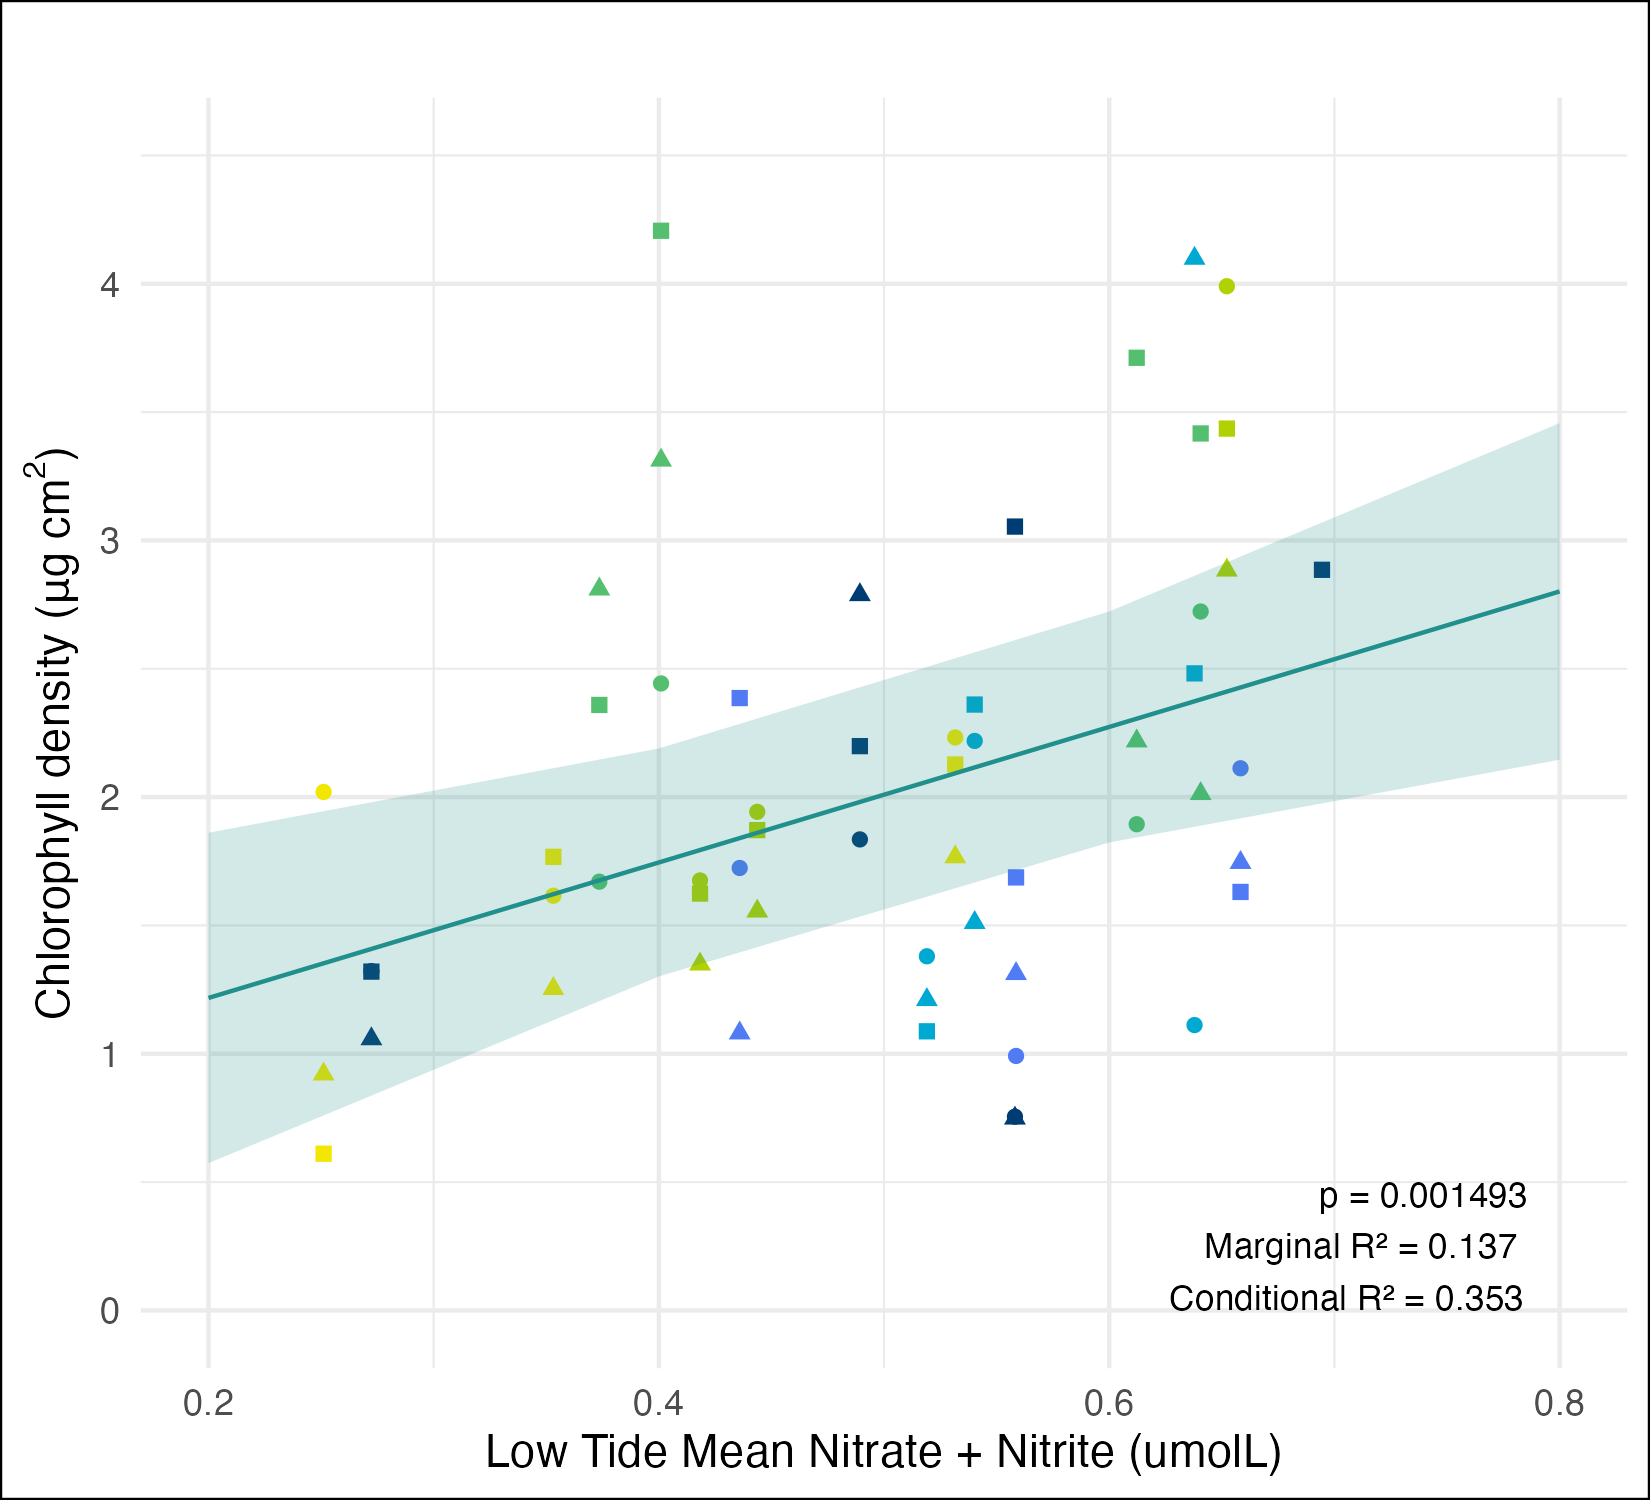 Chlorophyll density (µg cm²)
4
3
2
1
0
p = 0.001493
Marginal R² = 0.137
Conditional R² = 0.353
0.2 0.4 0.6 0.8
Low Tide Mean Nitrate + Nitrite (umolL)